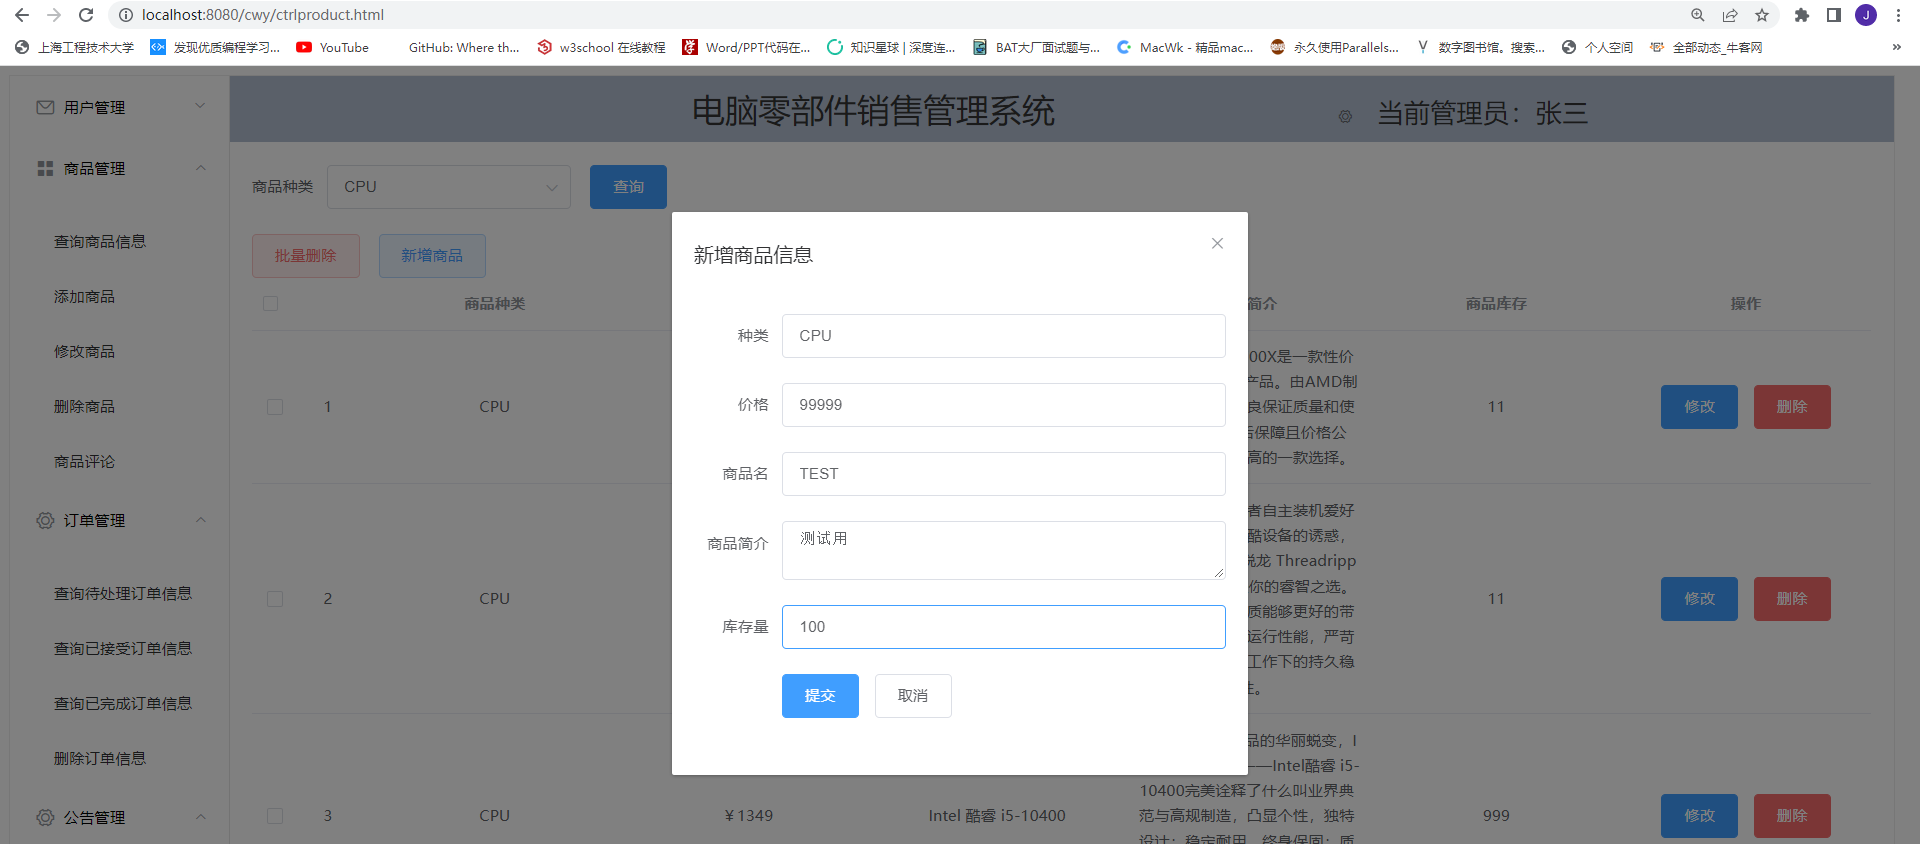 localhost:8080/cwy/ctrlproduct.html
J
上海工程技术大学 发现优质编程学习... YouTube GitHub: Where th... w3school 在线教程 Word/PPT代码在... 知识星球 | 深度连... BAT大厂面试题与... MacWk - 精品mac... 永久使用Parallels... 数字图书馆。搜索... 个人空间 全部动态_牛客网 »
用户管理
电脑零部件销售管理系统
当前管理员：张三
商品管理
查询商品信息
添加商品
修改商品
删除商品
商品评论
订单管理
查询待处理订单信息
查询已接受订单信息
查询已完成订单信息
删除订单信息
公告管理
商品种类 CPU 查询
批量删除 新增商品
商品种类 简介 商品库存 操作
1 CPU 11 修改 删除
00X是一款性价
产品。由AMD制
良保证质量和使
后保障且价格公
高的一款选择。
2 CPU 11 修改 删除
者自主装机爱好
酷设备的诱惑，
锐龙 Threadripp
你的睿智之选。
质能够更好的带
运行性能，严苛
工作下的持久稳
性。
3 CPU ￥1349 Intel 酷睿 i5-10400 999 修改 删除
品的华丽蜕变，I
——Intel酷睿 i5-
10400完美诠释了什么叫业界典
范与高规制造，凸显个性，独特
设计；稳定耐用，终身保固；质
新增商品信息
种类 CPU
价格 99999
商品名 TEST
商品简介 测试用
库存量 100
提交 取消